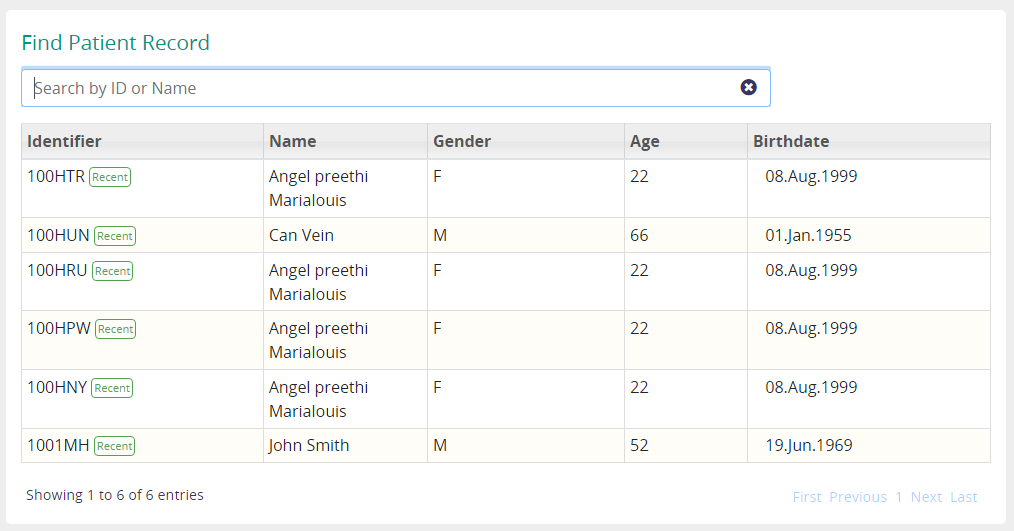 Find Patient Record
Search by ID or Name
Identifier Name Gender Age Birthdate
100HTR Recent Angel preethi F 22 08.Aug.1999
Marialouis
100HUN Recent Can Vein M 66 01.Jan.1955
100HRU Recent Angel preethi F 22 08.Aug.1999
Marialouis
100HPW Recent Angel preethi F 22 08.Aug.1999
Marialouis
100HNY Recent Angel preethi F 22 08.Aug.1999
Marialouis
1001MH Recent John Smith M 52 19.Jun.1969
Showing 1 to 6 of 6 entries First Previous 1 Next Last